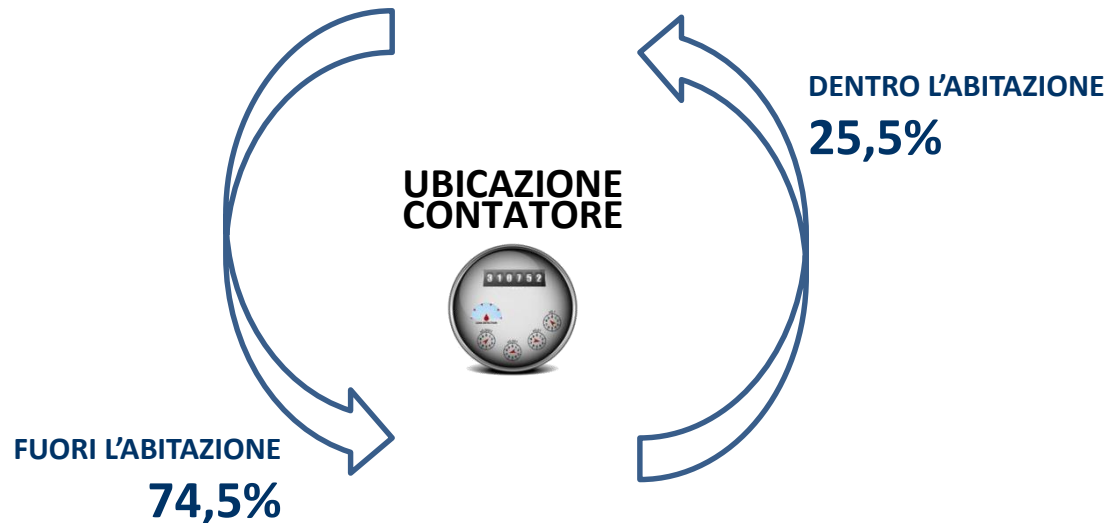 DENTRO L’ABITAZIONE
25,5%
UBICAZIONE
CONTATORE
310752
FUORI L’ABITAZIONE
74,5%